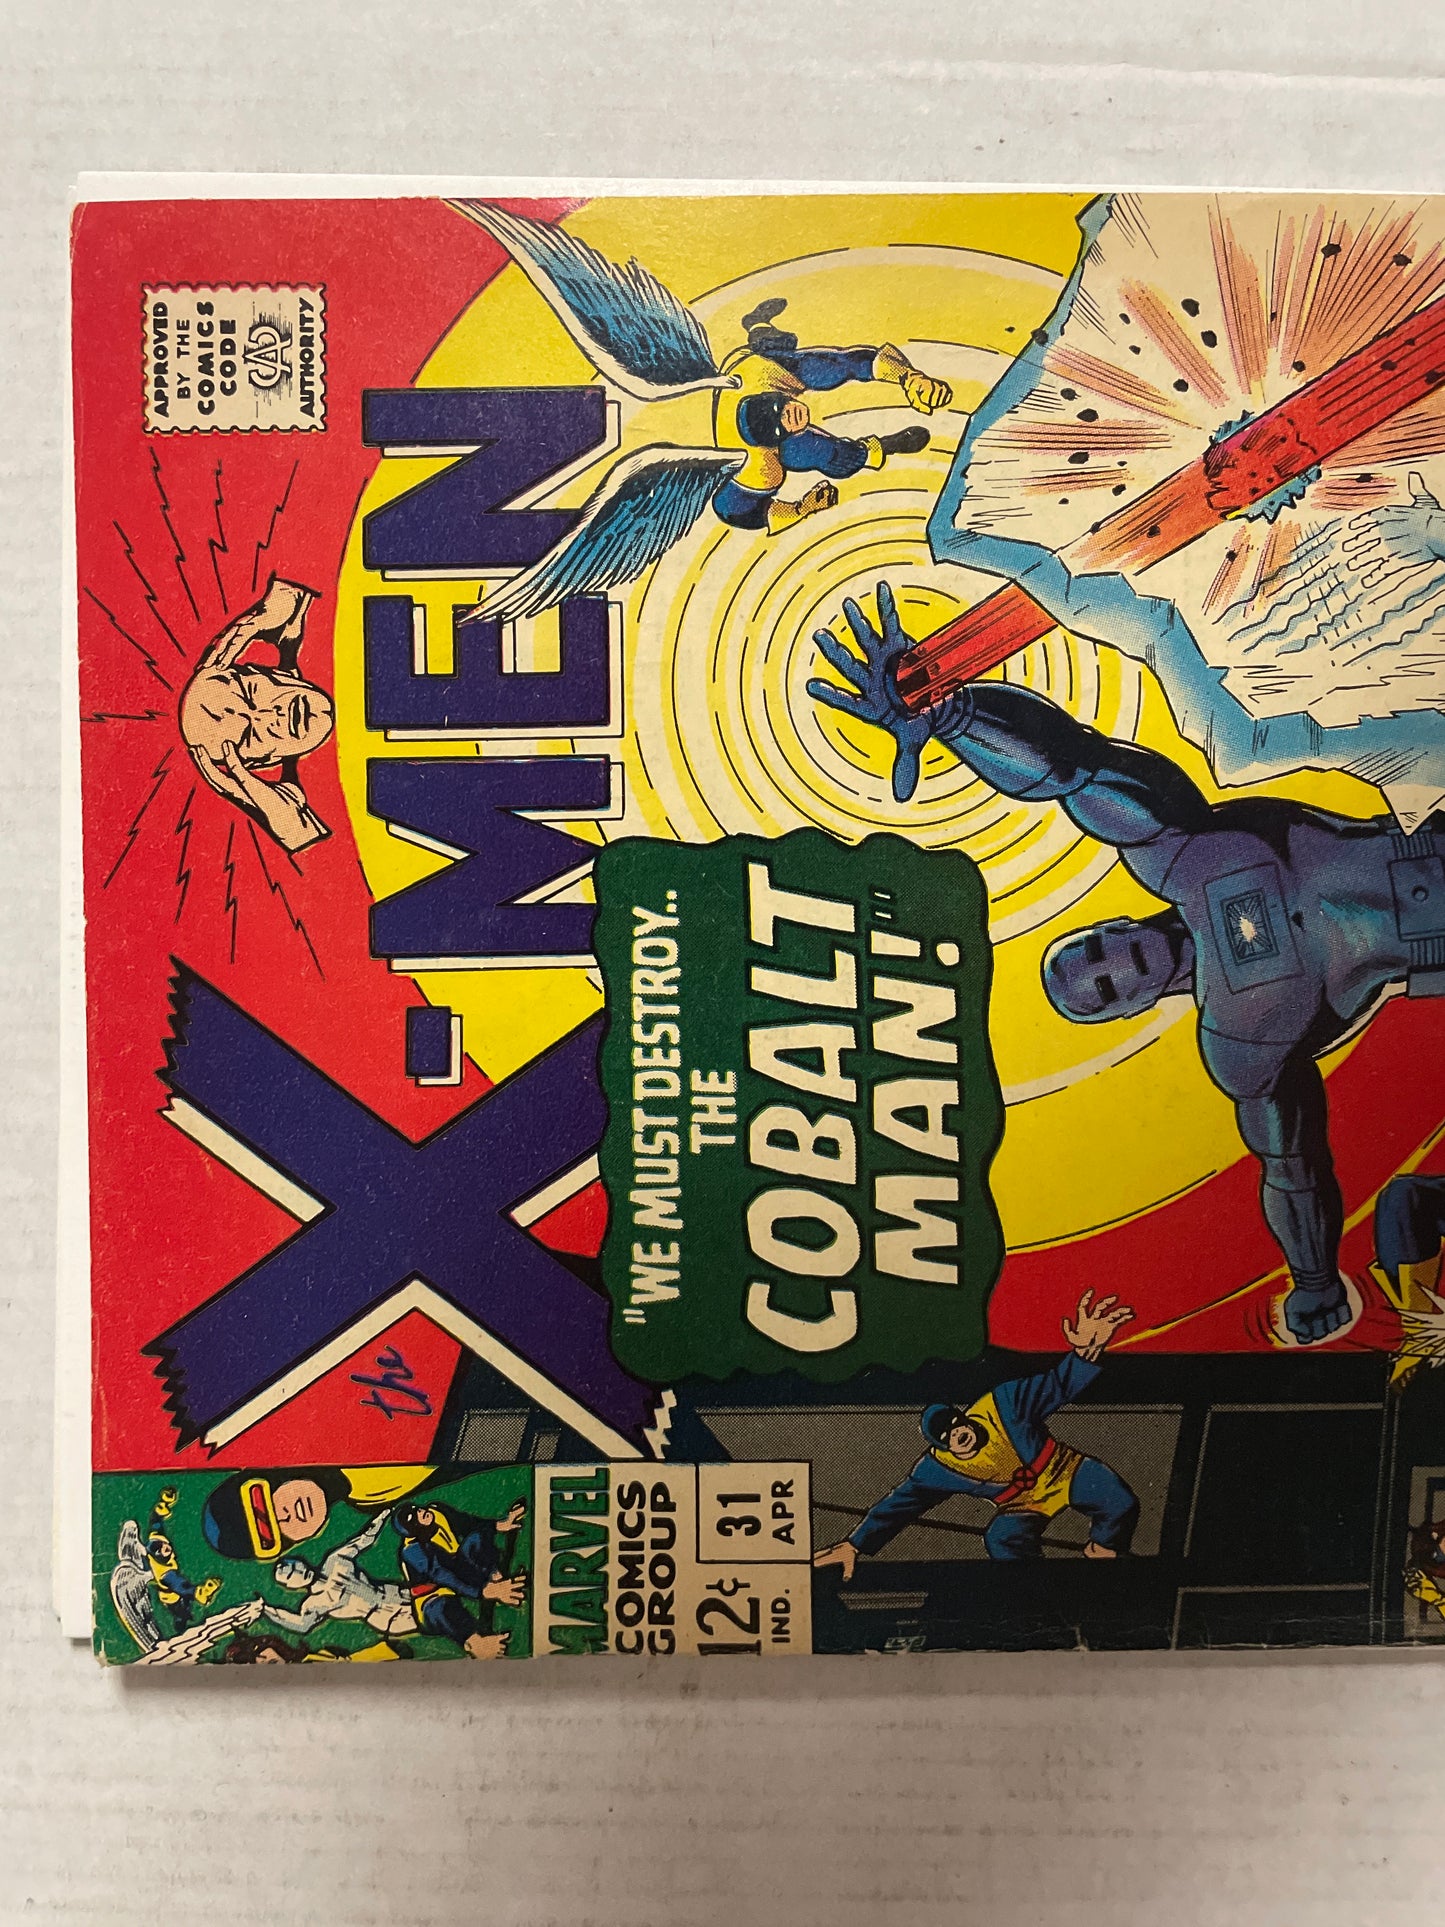 MARVEL
COMICS
GROUP
12¢
IND.
31
APR
the
X-MEN
APPROVED
BY THE
COMICS
CODE
CA
AUTHORITY
"WE MUST DESTROY..
THE
COBALT
MAN!"